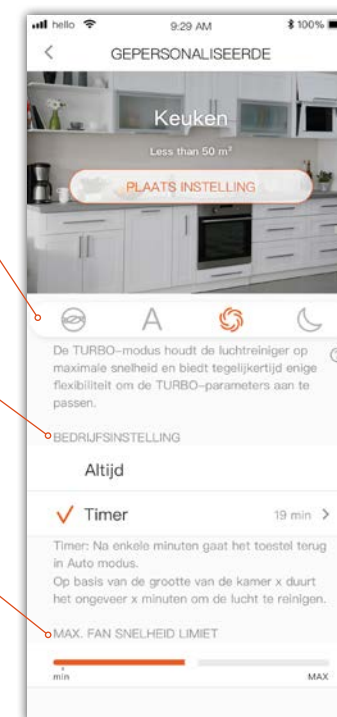 hello 9:29 AM 100%
GEPERSONALISEERDE
Keuken
Less than 50 m²
PLAATS INSTELLING
A
De TURBO-modus houdt de luchtreiniger op
maximale snelheid en biedt tegelijkertijd enige
flexibiliteit om de TURBO-parameters aan te
passen.
BEDRIJFSINSTELLING
Altijd
Timer 19 min >
Timer: Na enkele minuten gaat het toestel terug
in Auto modus.
Op basis van de grootte van de kamer x duurt
het ongeveer x minuten om de lucht te reinigen.
MAX. FAN SNELHEID LIMIET
min MAX